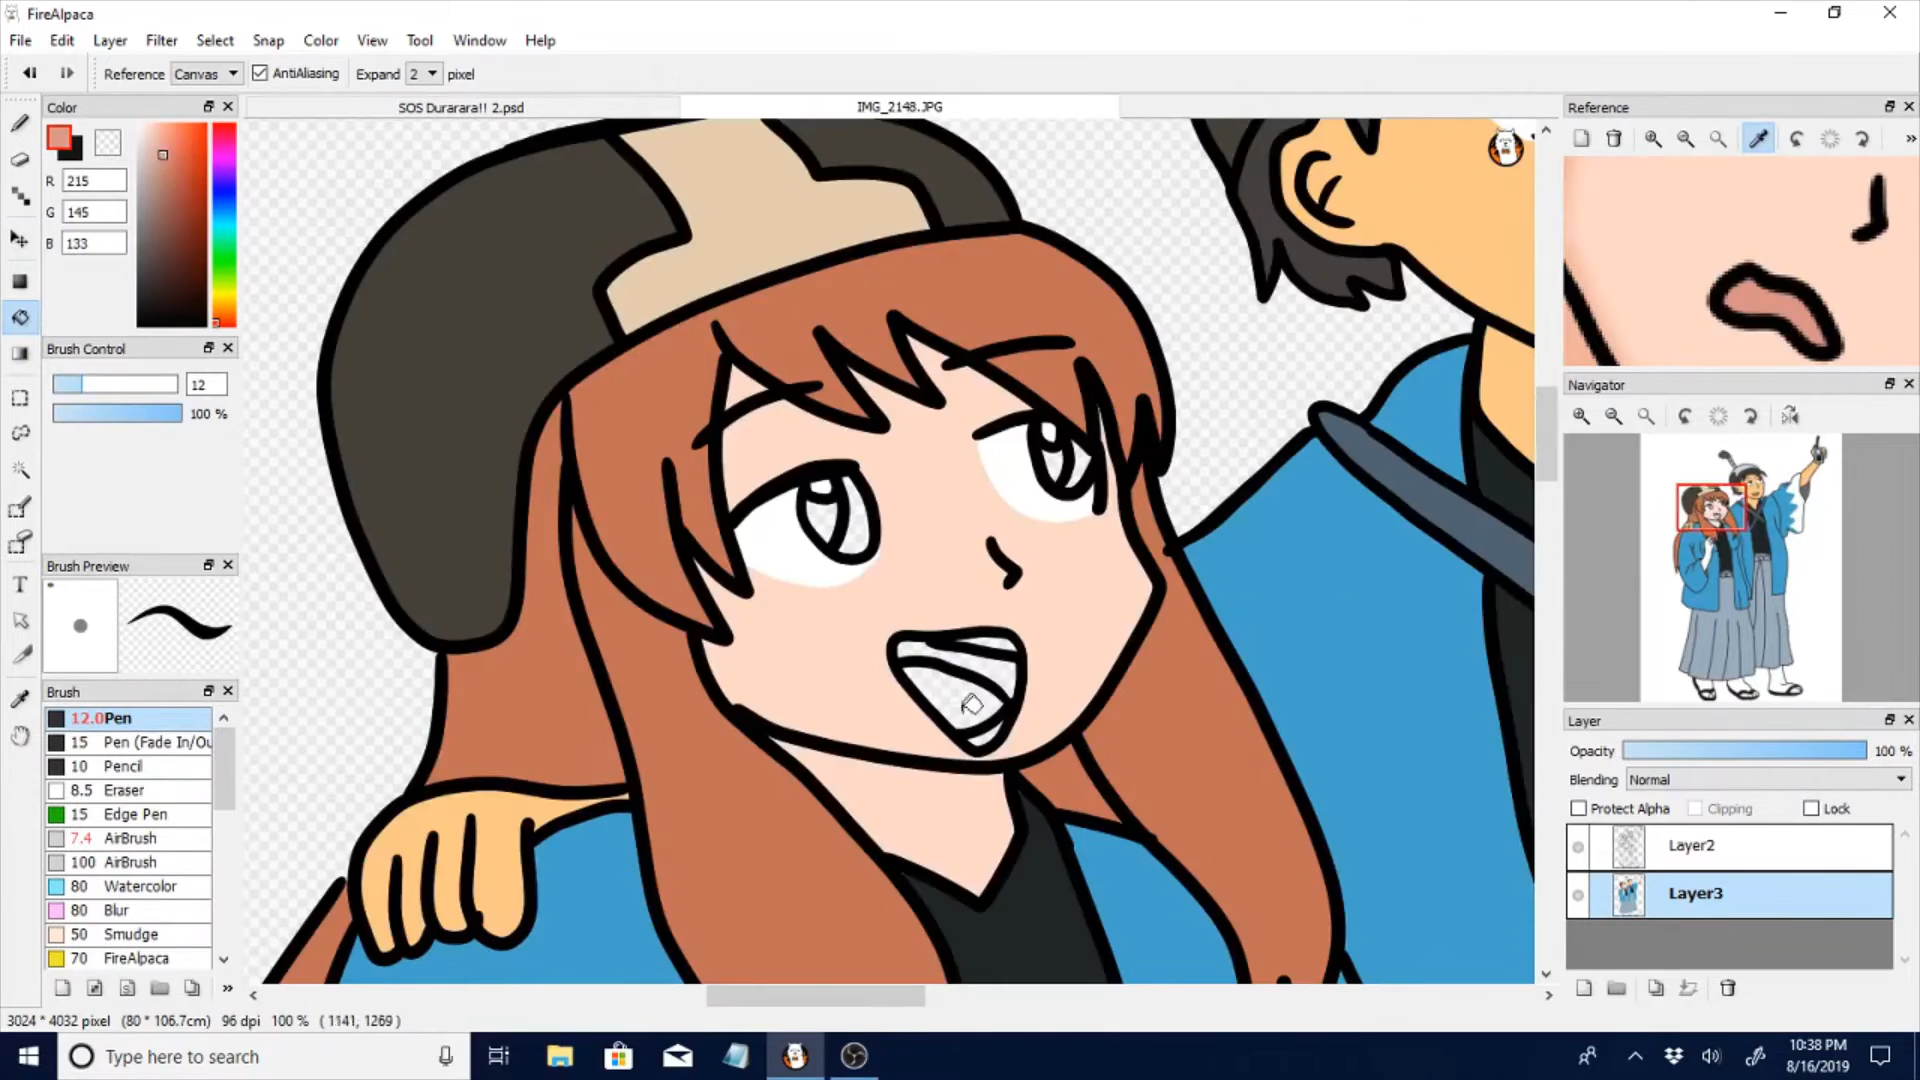 FireAlpaca
File Edit Layer Filter Select Snap Color View Tool Window Help
Reference Canvas AntiAliasing Expand 2 pixel
Color
SOS Durarara!! 2.psd
IMG_2148.JPG
Reference
R 215
G 145
B 133
»
Brush Control
12
100 %
Navigator
Brush Preview
T
Brush
12.0 Pen
15 Pen (Fade In/Ou
10 Pencil
8.5 Eraser
15 Edge Pen
7.4 AirBrush
100 AirBrush
80 Watercolor
80 Blur
50 Smudge
70 FireAlpaca
»
Layer
Opacity 100 %
Blending Normal
Protect Alpha Clipping Lock
Layer2
Layer3
3024 * 4032 pixel (80 * 106.7cm) 96 dpi 100 % ( 1141, 1269 )
Type here to search
10:38 PM
8/16/2019